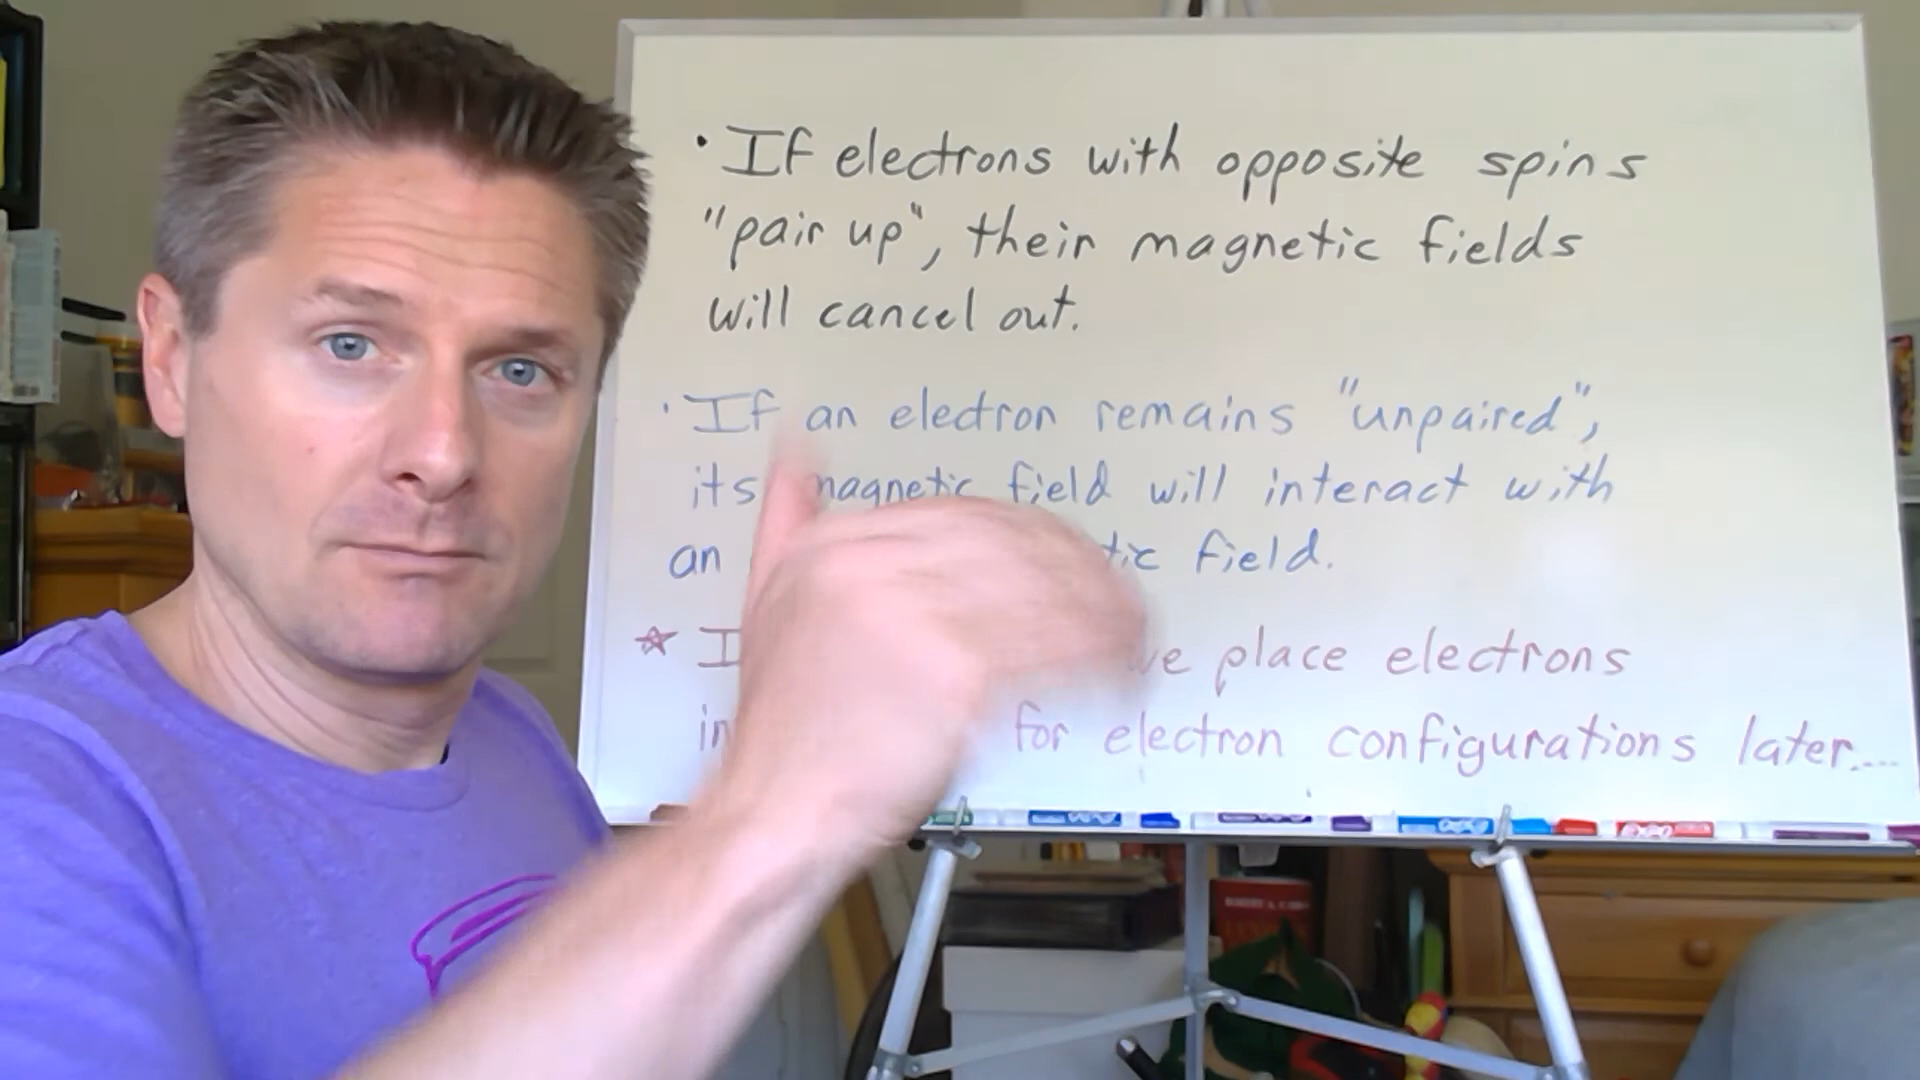 · If electrons with opposite spins
"pair up", their magnetic fields
will cancel out.
· If an electron remains "unpaired",
its magnetic field will interact with
an field.
☆ place electrons
for electron configurations later....